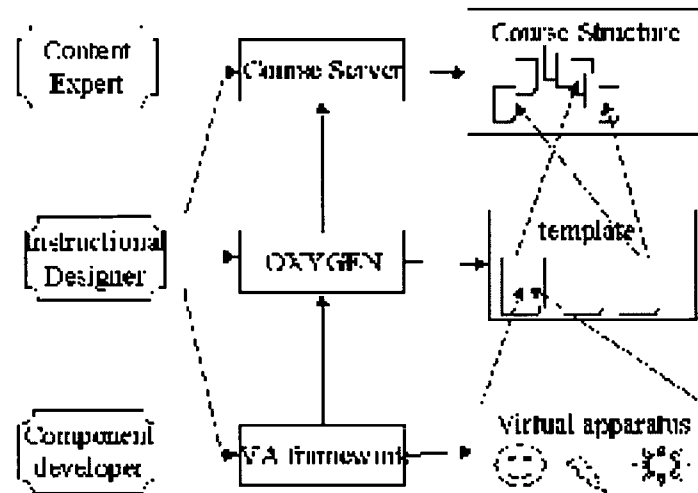 Content
Expert
Course Server
Course Structure
Instructional
Designer
OXYGEN
template
Component
developer
VA framework
Virtual apparatus